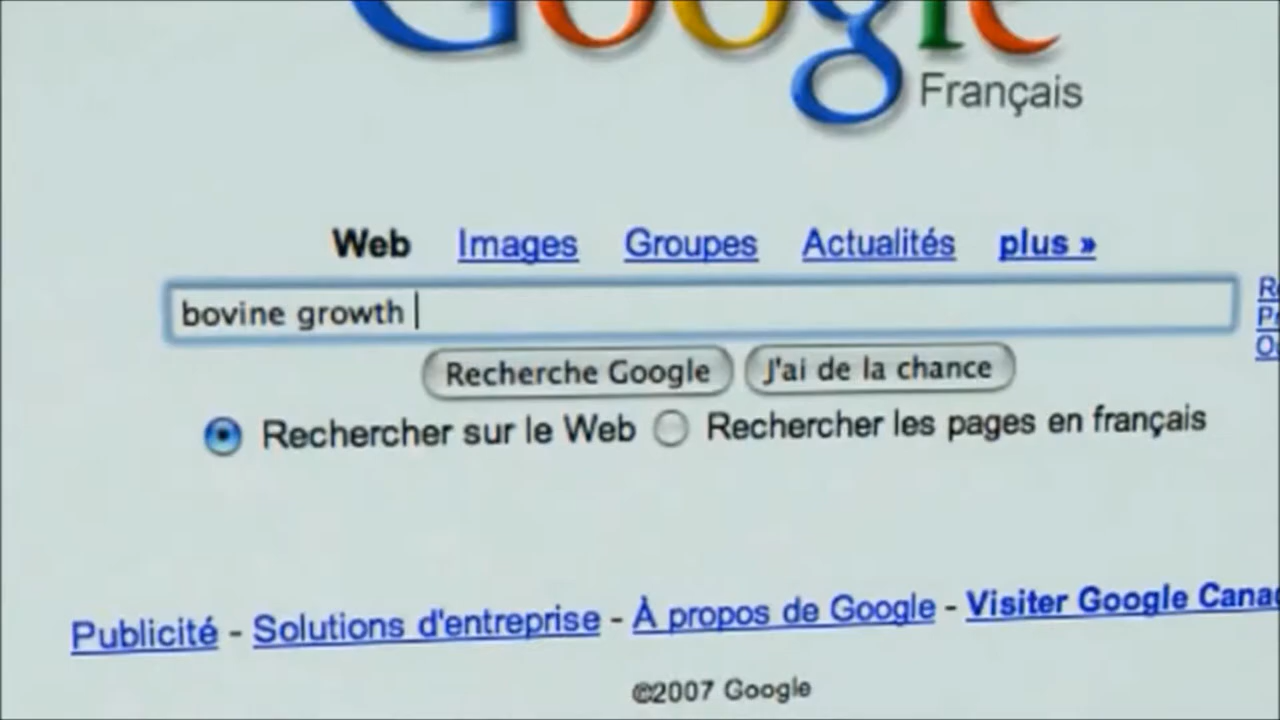 Google
Français
Web Images Groupes Actualités plus »
bovine growth
Recherche Google J'ai de la chance
Rechercher sur le Web Rechercher les pages en français
Publicité - Solutions d'entreprise - À propos de Google - Visiter Google
©2007 Google